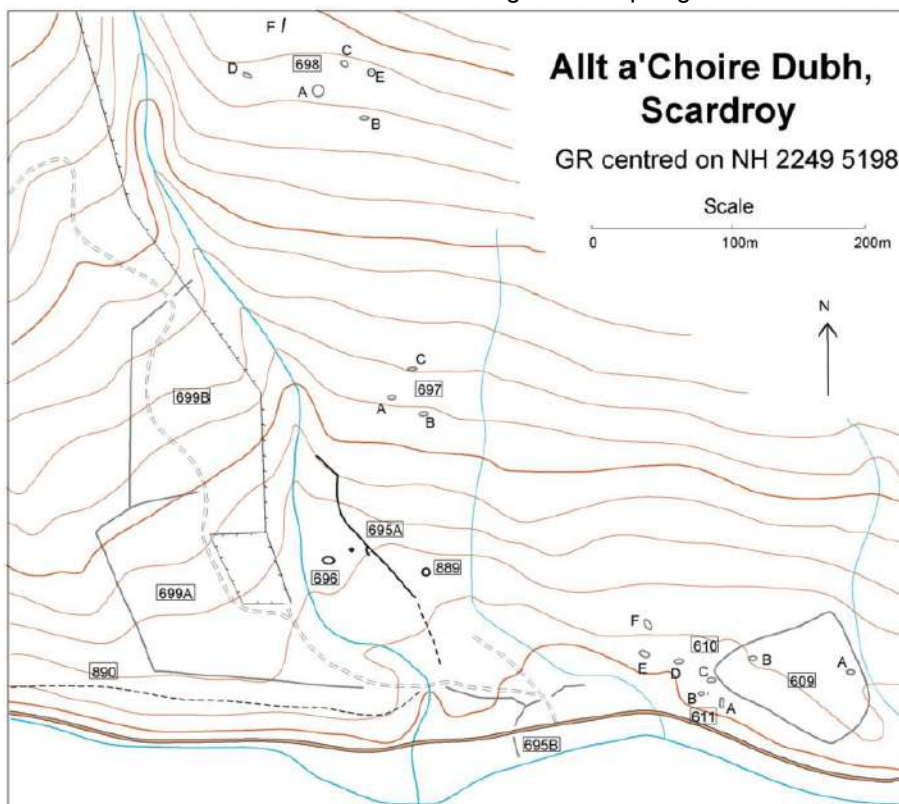 F
C
698
D
E
A
B
Allt a'Choire Dubh,
Scardroy
GR centred on NH 2249 5198
Scale
0 100m 200m
N
C
697
699B
A
B
695A
696
889
699A
F
610
E
D
C
B
609
A
890
B
A
611
695B